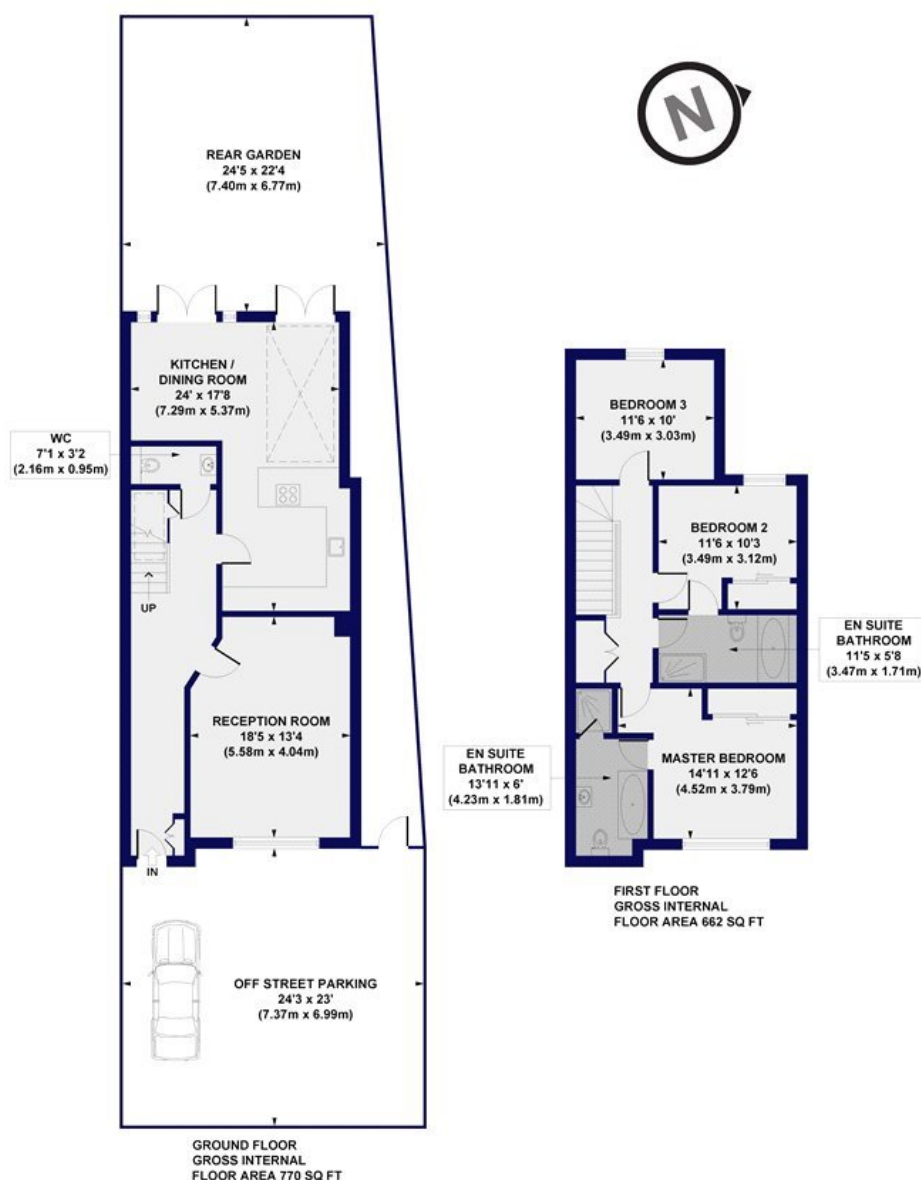 N
REAR GARDEN
24'5 x 22'4
(7.40m x 6.77m)
KITCHEN /
DINING ROOM
24' x 17'8
(7.29m x 5.37m)
WC
7'1 x 3'2
(2.16m x 0.95m)
UP
RECEPTION ROOM
18'5 x 13'4
(5.58m x 4.04m)
IN
OFF STREET PARKING
24'3 x 23'
(7.37m x 6.99m)
GROUND FLOOR
GROSS INTERNAL
FLOOR AREA 770 SQ FT
BEDROOM 3
11'6 x 10'
(3.49m x 3.03m)
BEDROOM 2
11'6 x 10'3
(3.49m x 3.12m)
EN SUITE
BATHROOM
11'5 x 5'8
(3.47m x 1.71m)
EN SUITE
BATHROOM
13'11 x 6'
(4.23m x 1.81m)
MASTER BEDROOM
14'11 x 12'6
(4.52m x 3.79m)
FIRST FLOOR
GROSS INTERNAL
FLOOR AREA 662 SQ FT